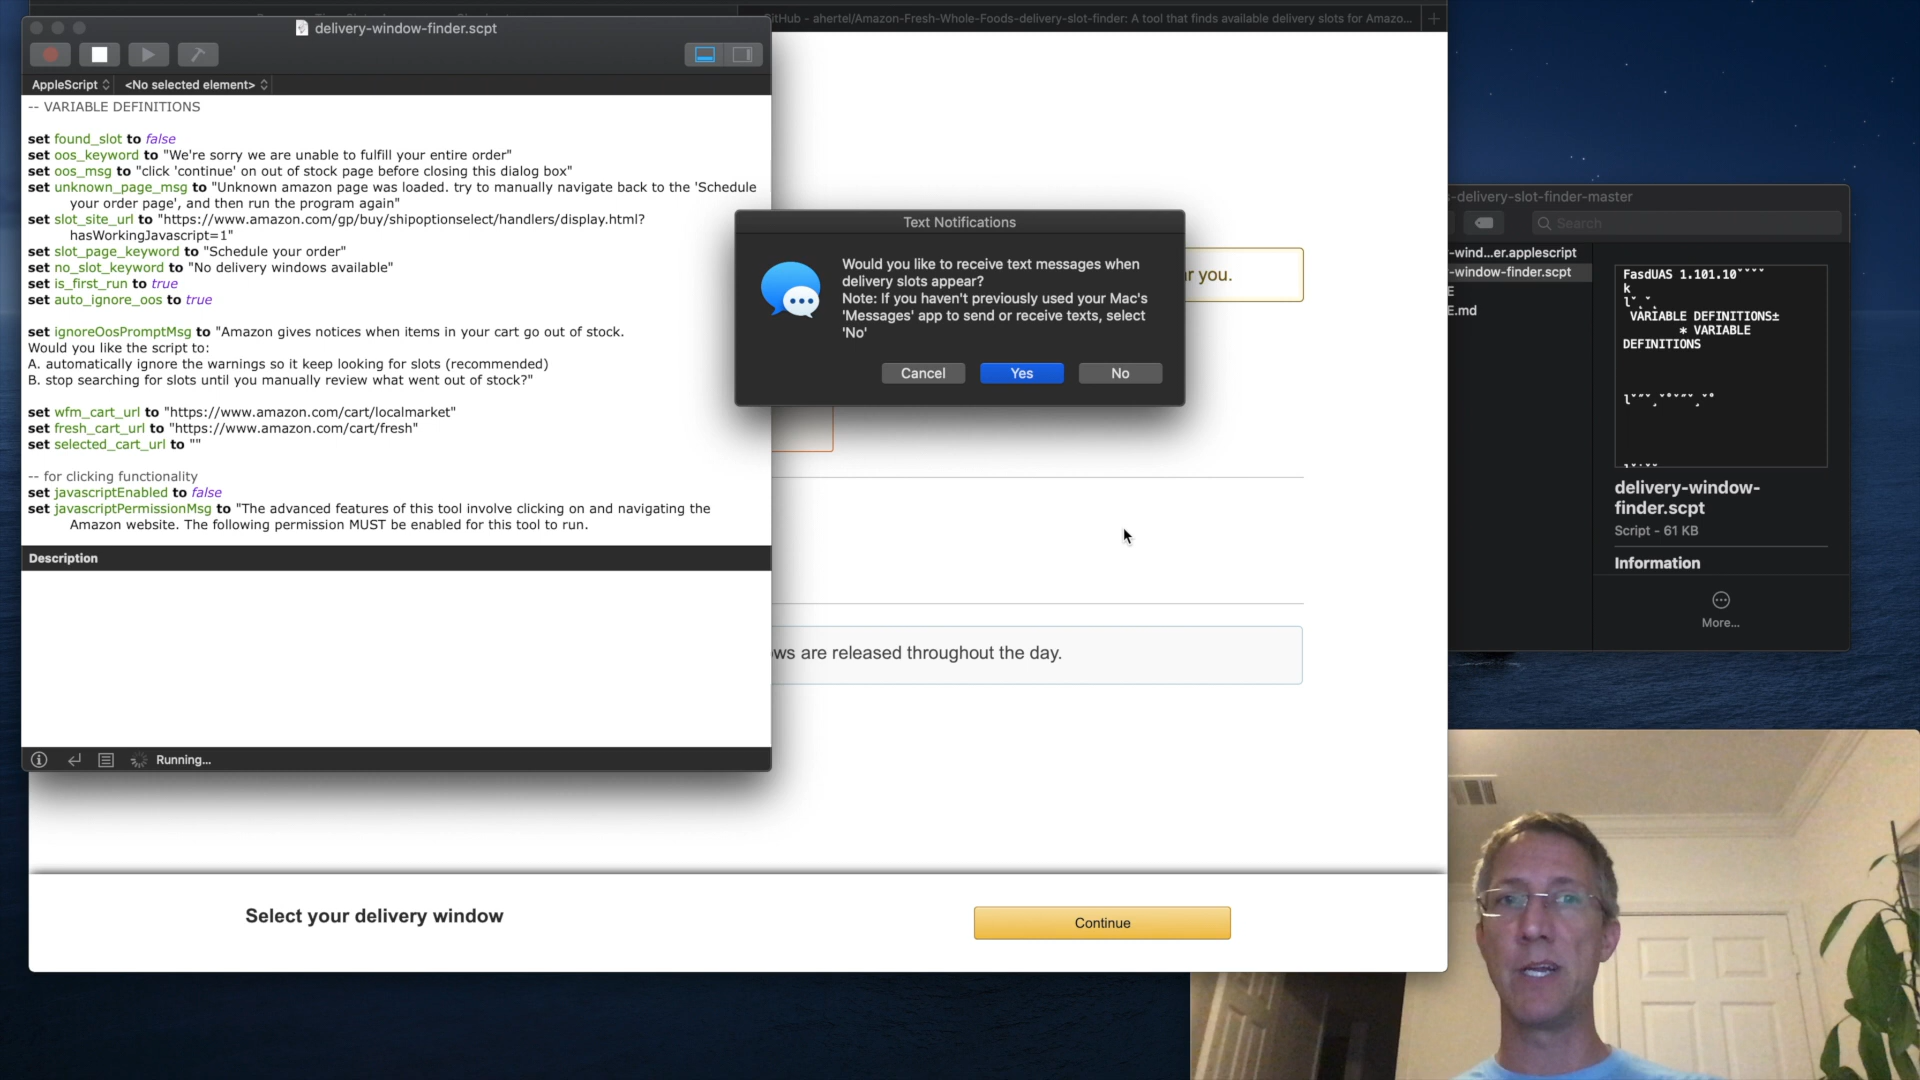 delivery-window-finder.scpt
GitHub - ahertel/Amazon-Fresh-Whole-Foods-delivery-slot-finder: A tool that finds available delivery slots for Amazo...
AppleScript
<No selected element>
-- VARIABLE DEFINITIONS
set found_slot to false
set oos_keyword to "We're sorry we are unable to fulfill your entire order"
set oos_msg to "click 'continue' on out of stock page before closing this dialog box"
set unknown_page_msg to "Unknown amazon page was loaded. try to manually navigate back to the 'Schedule
your order page', and then run the program again"
set slot_site_url to "https://www.amazon.com/gp/buy/shipoptionselect/handlers/display.html?
hasWorkingJavascript=1"
set slot_page_keyword to "Schedule your order"
set no_slot_keyword to "No delivery windows available"
set is_first_run to true
set auto_ignore_oos to true
set ignoreOosPromptMsg to "Amazon gives notices when items in your cart go out of stock.
Would you like the script to:
A. automatically ignore the warnings so it keep looking for slots (recommended)
B. stop searching for slots until you manually review what went out of stock?"
set wfm_cart_url to "https://www.amazon.com/cart/localmarket"
set fresh_cart_url to "https://www.amazon.com/cart/fresh"
set selected_cart_url to ""
-- for clicking functionality
set javascriptEnabled to false
set javascriptPermissionMsg to "The advanced features of this tool involve clicking on and navigating the
Amazon website. The following permission MUST be enabled for this tool to run.
Description
Running...
Text Notifications
Would you like to receive text messages when
delivery slots appear?
Note: If you haven't previously used your Mac's
'Messages' app to send or receive texts, select
'No'
Cancel
Yes
No
r you.
ws are released throughout the day.
Select your delivery window
Continue
s-delivery-slot-finder-master
Search
-wind...er.applescript
-window-finder.scpt
E
E.md
FasdUAS 1.101.10
k
VARIABLE DEFINITIONS±
* VARIABLE
DEFINITIONS
delivery-window-
finder.scpt
Script - 61 KB
Information
More...